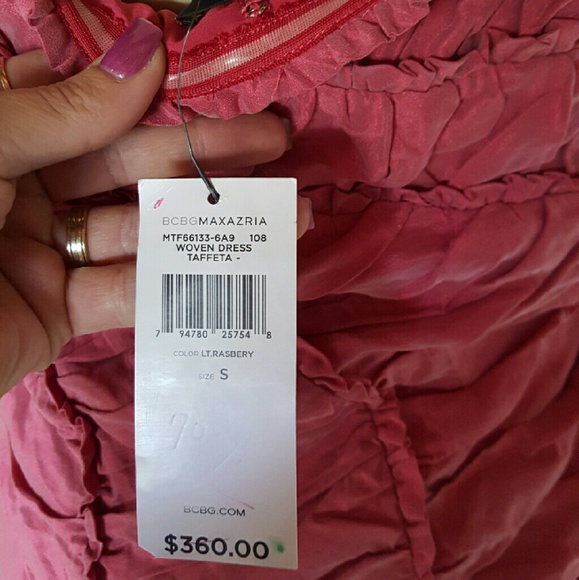 BCBGMAXAZRIA
MTF66133-6A9 108
WOVEN DRESS
TAFFETA -
7 94780 25754 8
COLOR LT.RASBERY
SIZE S
70
BCBG.COM
$360.00